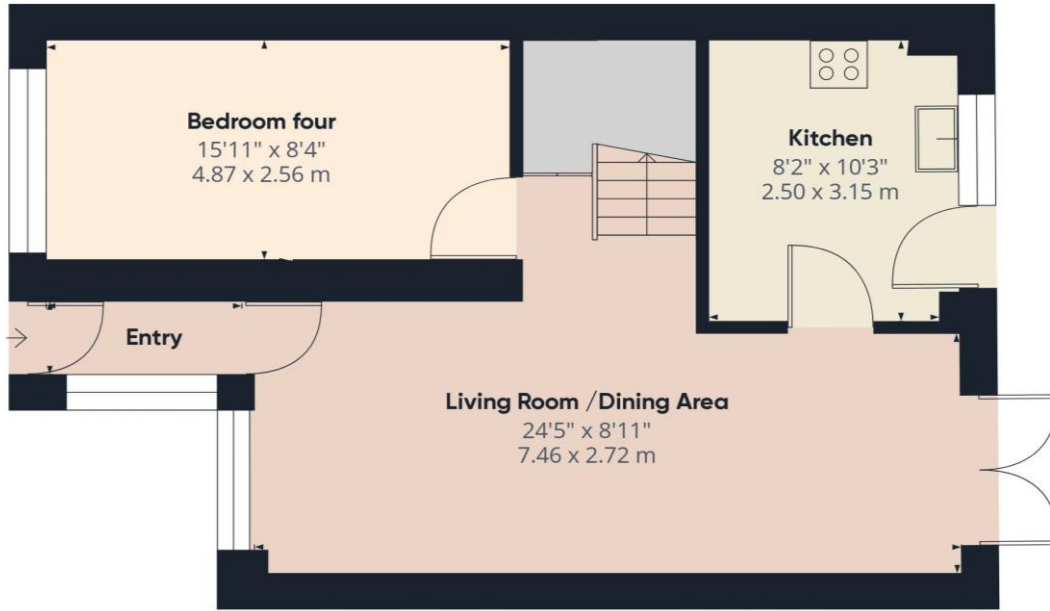 Bedroom four
15'11" x 8'4"
4.87 x 2.56 m
Kitchen
8'2" x 10'3"
2.50 x 3.15 m
Entry
Living Room / Dining Area
24'5" x 8'11"
7.46 x 2.72 m